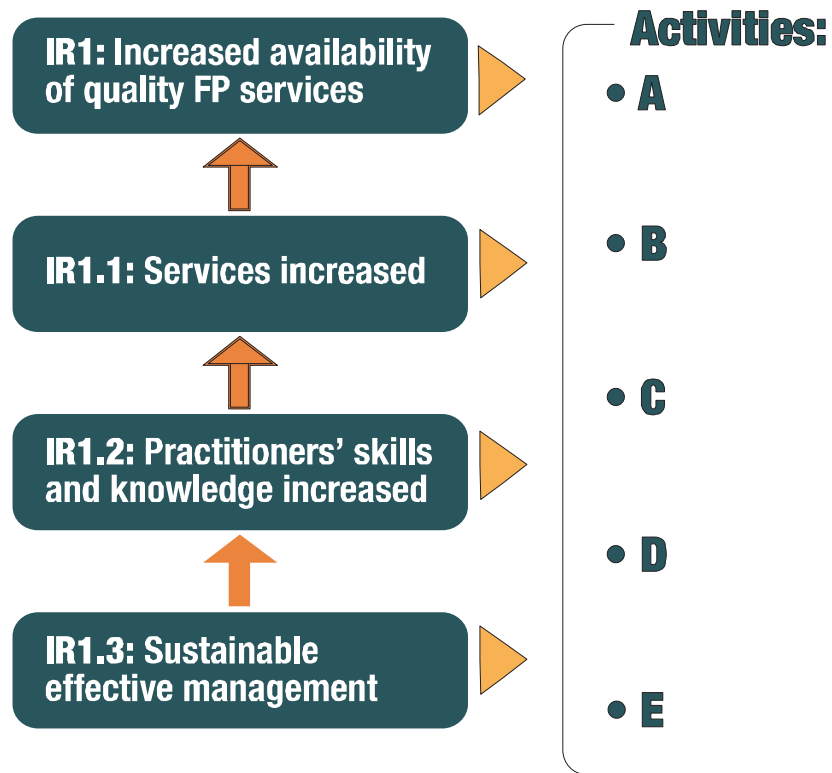 IR1: Increased availability
of quality FP services
IR1.1: Services increased
IR1.2: Practitioners’ skills
and knowledge increased
IR1.3: Sustainable
effective management
Activities:
• A
• B
• C
• D
• E